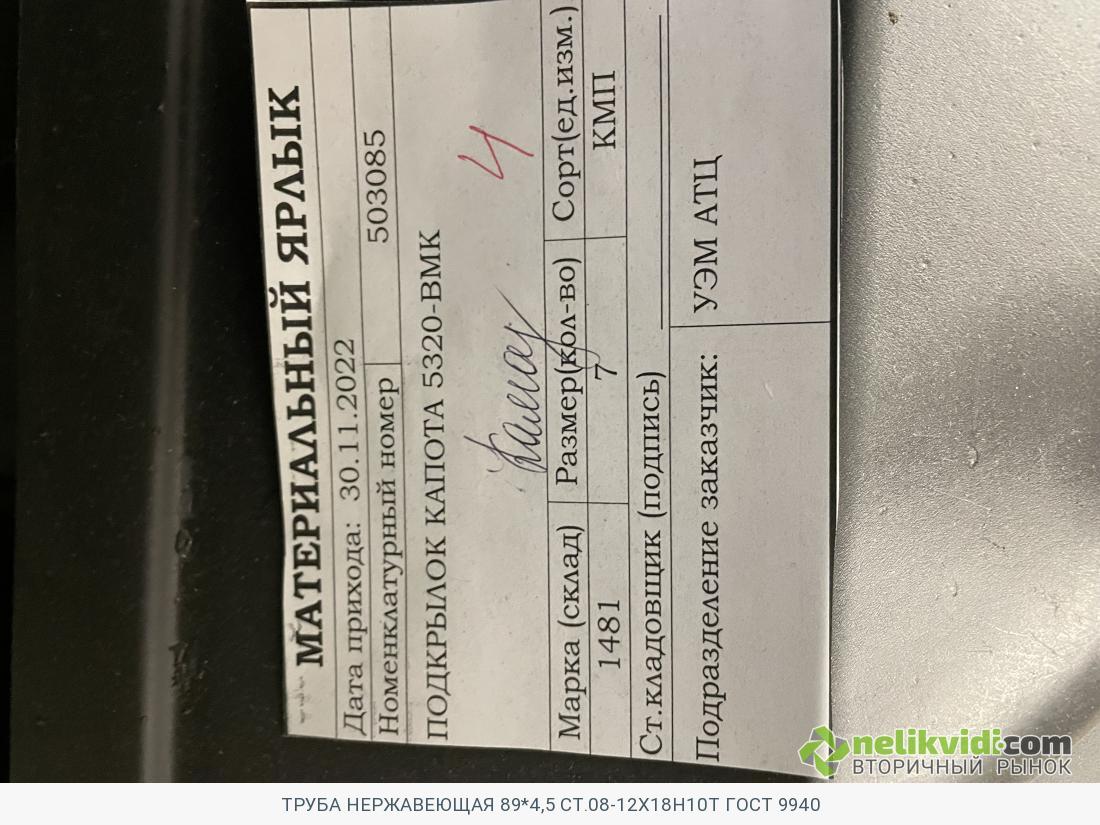 МАТЕРИАЛЬНЫЙ ЯРЛЫК
Дата прихода: 30.11.2022
Номенклатурный номер 503085
ПОДКРЫЛОК КАПОТА 5320-ВМК
Камаз 4
Марка (склад) Размер(кол-во) Сорт(ед.изм.)
1481 7 КМП
Ст.кладовщик (подпись)
Подразделение заказчик: УЭМ АТЦ
nelikvidi.com
ВТОРИЧНЫЙ РЫНОК
ТРУБА НЕРЖАВЕЮЩАЯ 89*4,5 СТ.08-12Х18Н10Т ГОСТ 9940